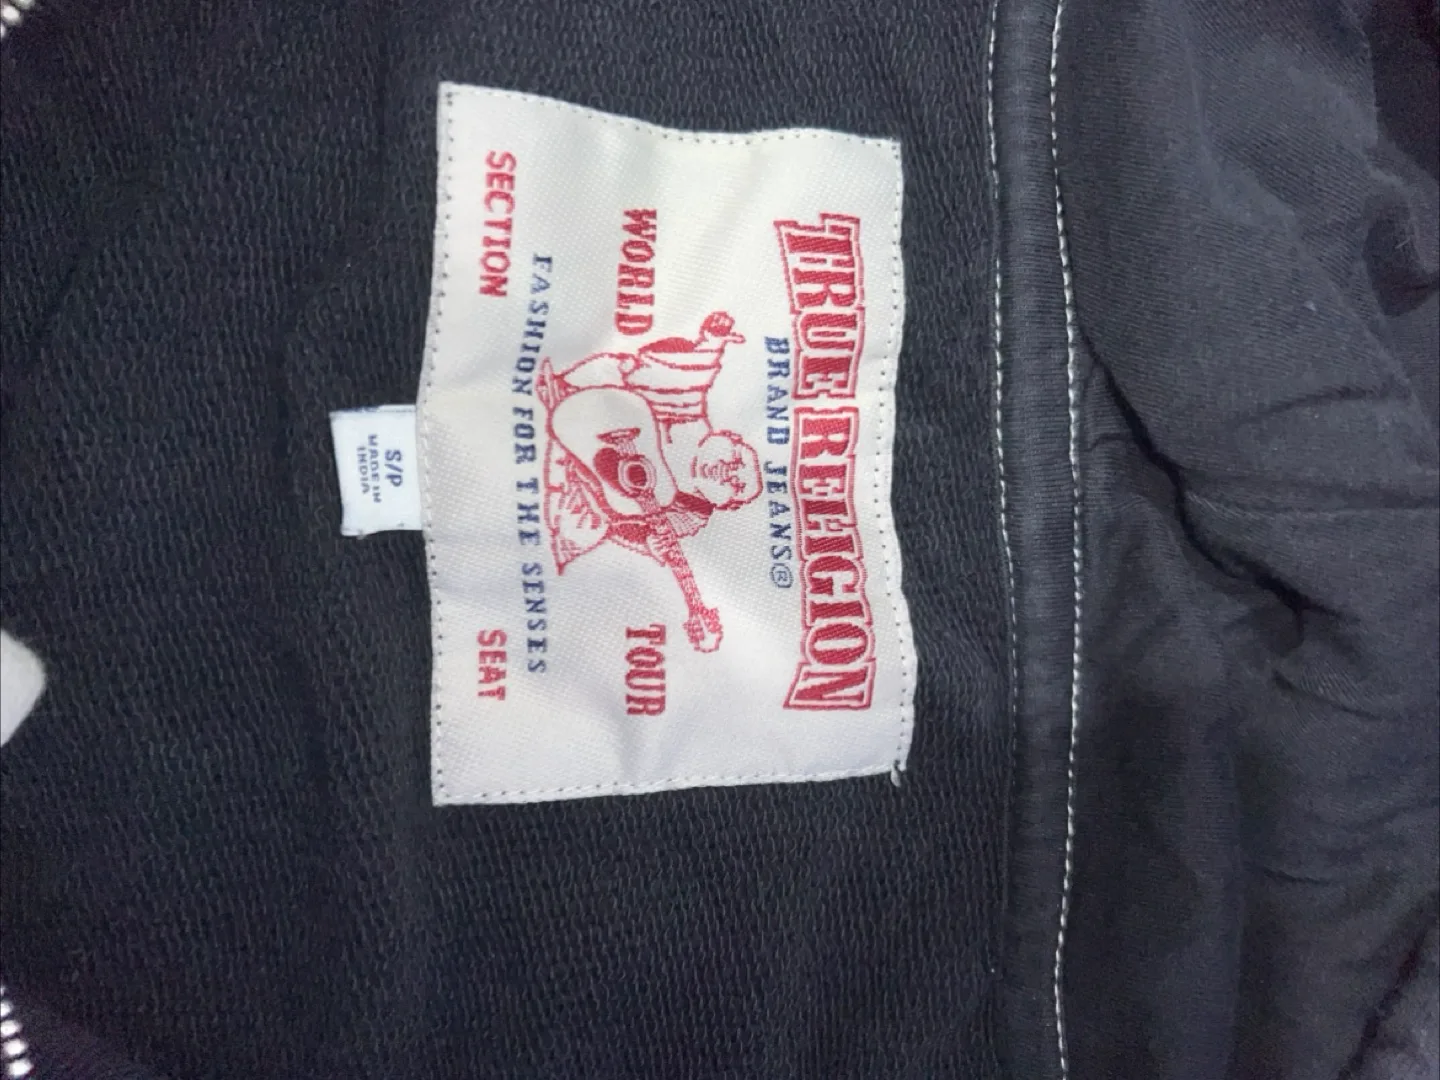 TRUE RELIGION
BRAND JEANS®
WORLD TOUR
FASHION FOR THE SENSES
SECTION SEAT
S/P
MADE IN
INDIA